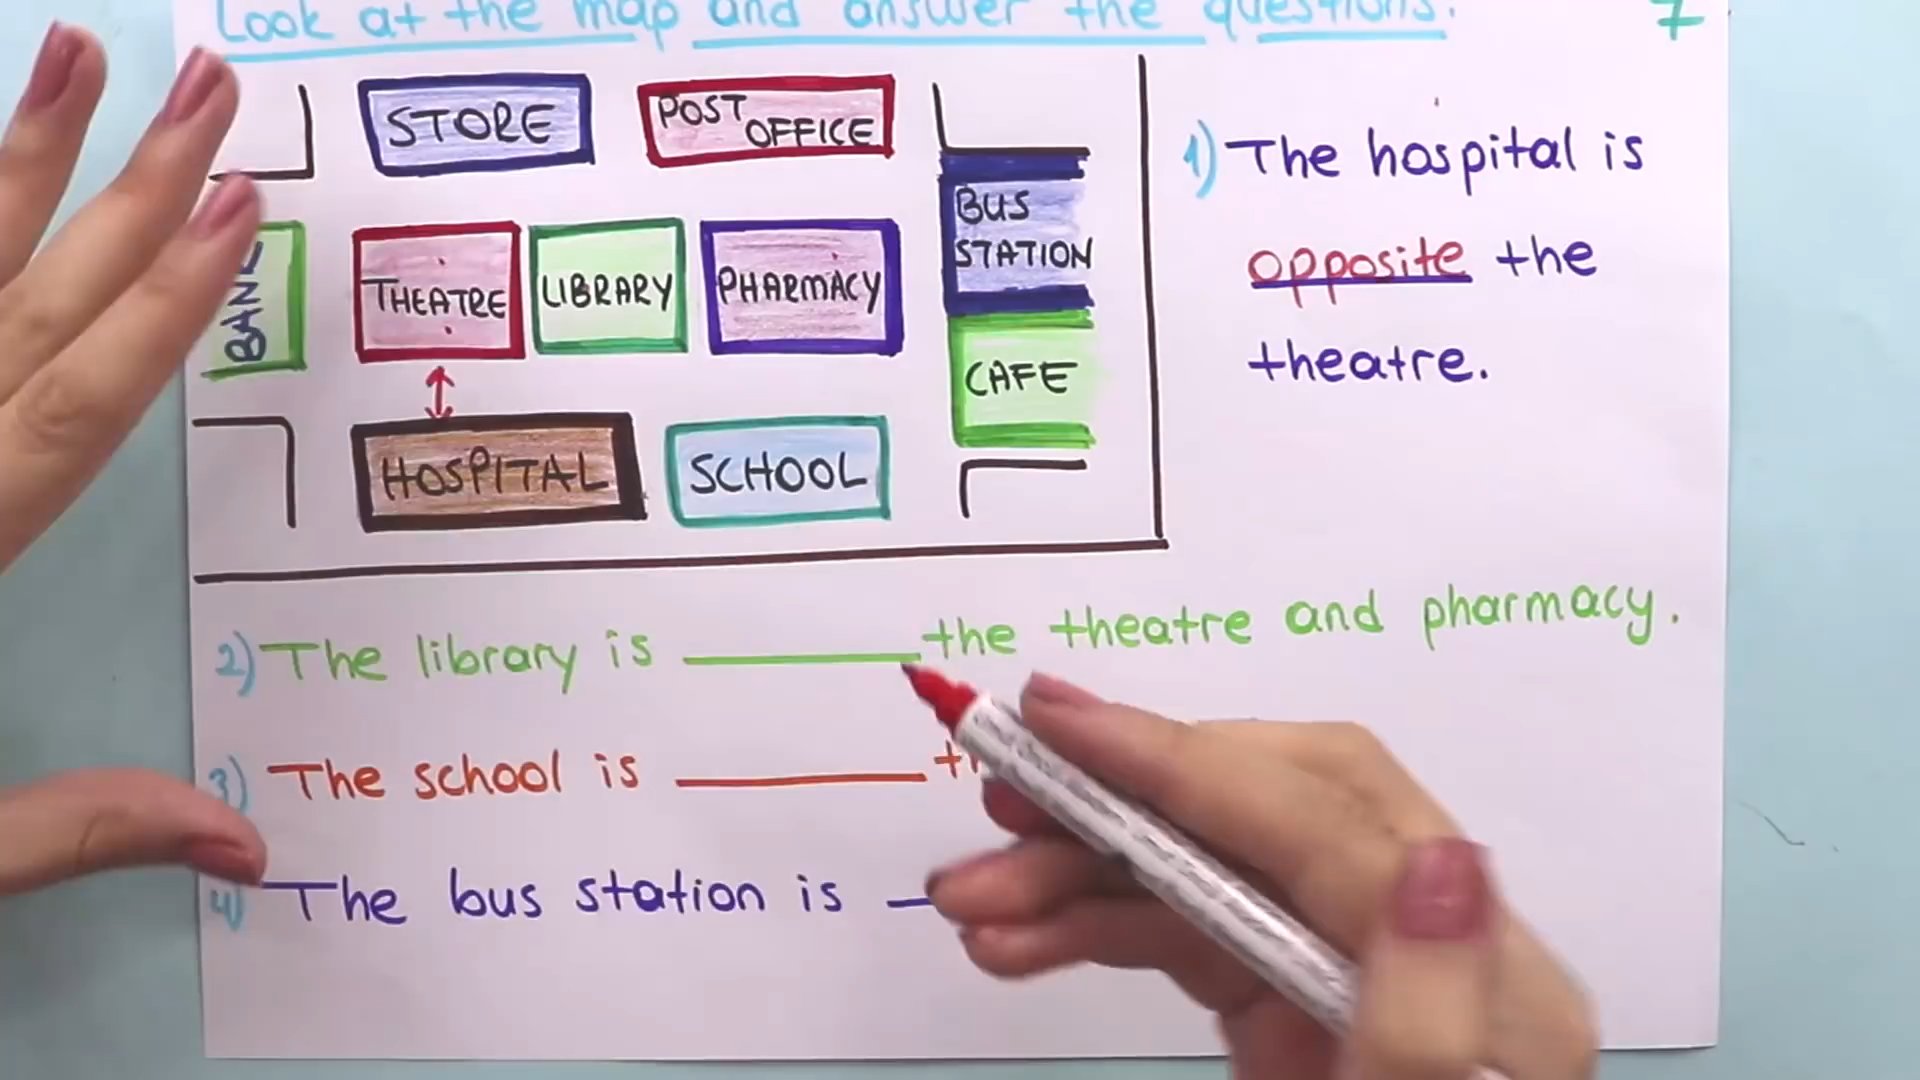 Look at the map and answer the questions.
7
STORE
POST
OFFICE
BUS
STATION
BANK
THEATRE
LIBRARY
PHARMACY
CAFE
HOSPITAL
SCHOOL
1) The hospital is
opposite the
theatre.
2) The library is ______ the theatre and pharmacy.
3) The school is ______
4) The bus station is